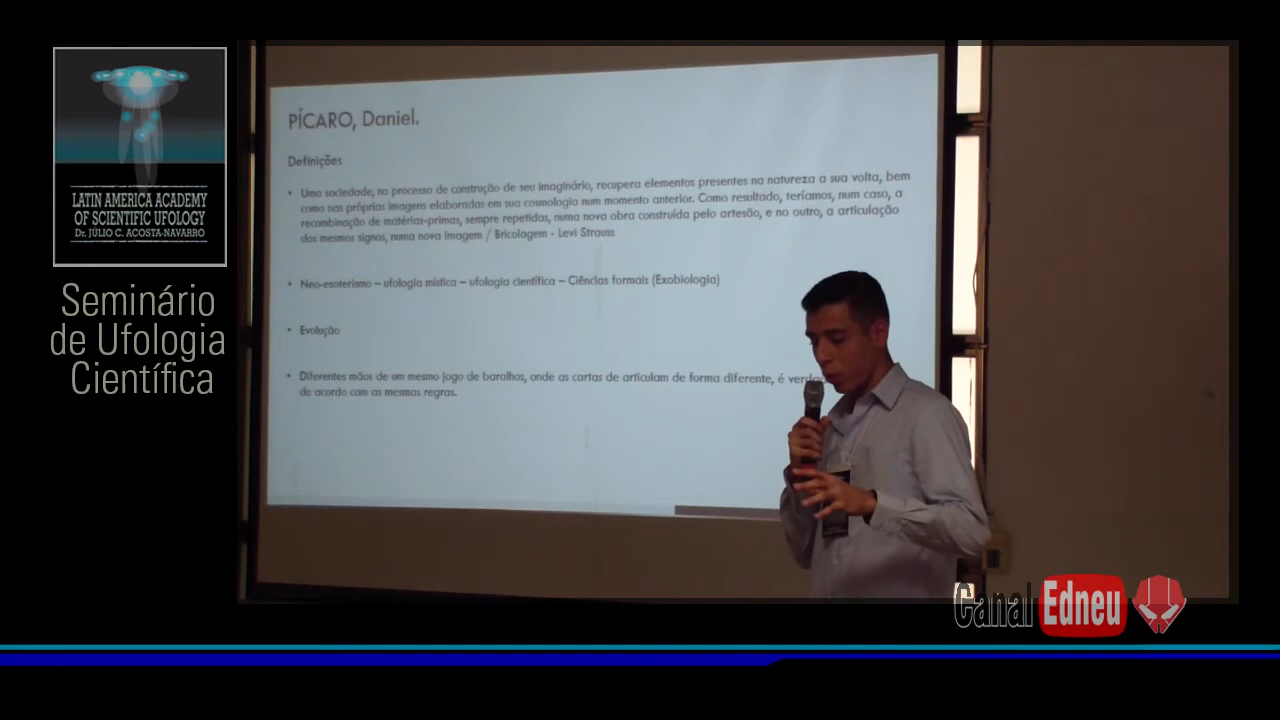 LATIN AMERICA ACADEMY
OF SCIENTIFIC UFOLOGY
Dr. JÚLIO C. ACOSTA-NAVARRO
Seminário
de Ufologia
Científica
PÍCARO, Daniel.
Definições
• Uma sociedade, no processo de construção de seu imaginário, recupera elementos presentes na natureza a sua volta, bem
como nas próprias imagens elaboradas em sua cosmologia num momento anterior. Como resultado, teríamos, num caso, a
recombinação de matérias-primas, sempre repetidas, numa nova obra construída pelo artesão, e no outro, a articulação
dos mesmos signos, numa nova imagem / Bricolagem - Levi Strauss
• Neo-esoterismo – ufologia mística – ufologia científica – Ciências formais (Exobiologia)
• Evolução
• Diferentes mãos de um mesmo jogo de baralhos, onde as cartas de articulam de forma diferente, é
de acordo com as mesmas regras.
Canal Edneu